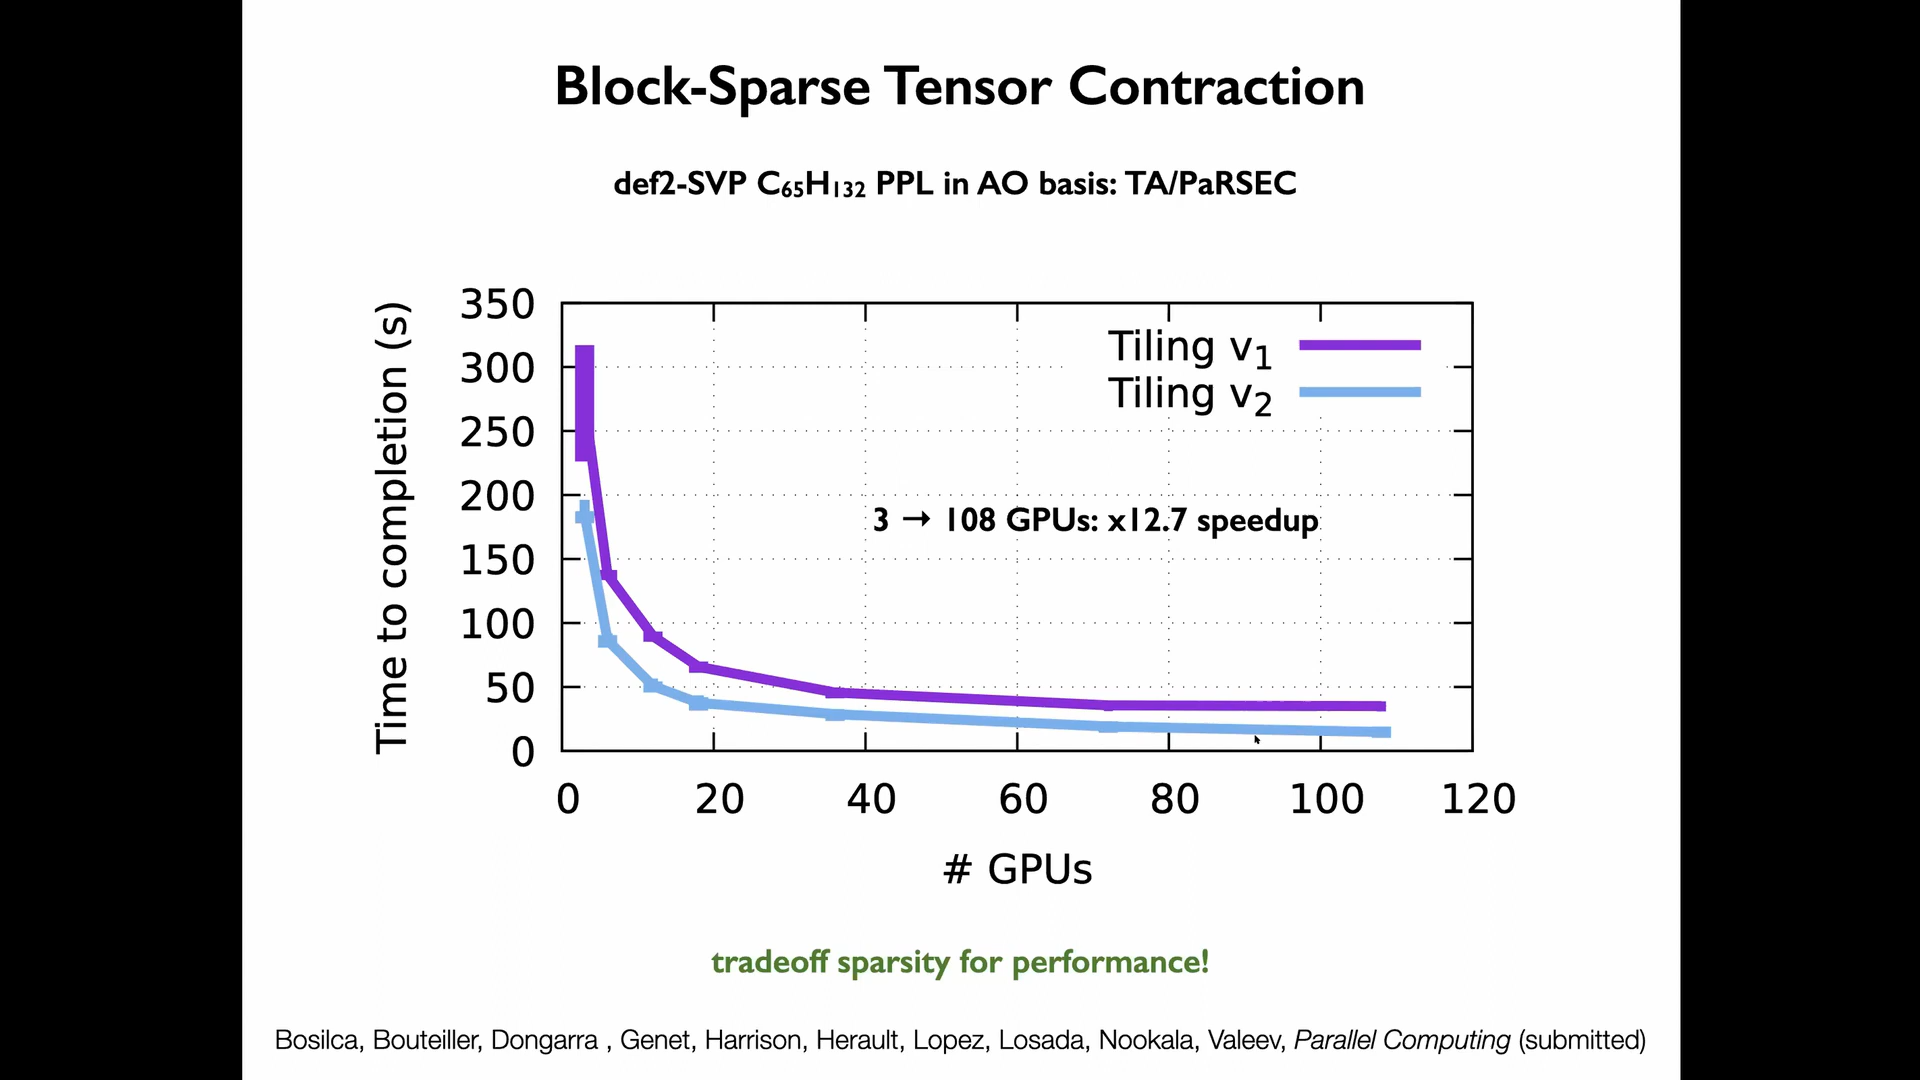 Block-Sparse Tensor Contraction
def2-SVP C₆₅H₁₃₂ PPL in AO basis: TA/PaRSEC
Time to completion (s)
350
300
250
200
150
100
50
0
Tiling v₁
Tiling v₂
3 → 108 GPUs: x12.7 speedup
0 20 40 60 80 100 120
# GPUs
tradeoff sparsity for performance!
Bosilca, Bouteiller, Dongarra , Genet, Harrison, Herault, Lopez, Losada, Nookala, Valeev, Parallel Computing (submitted)